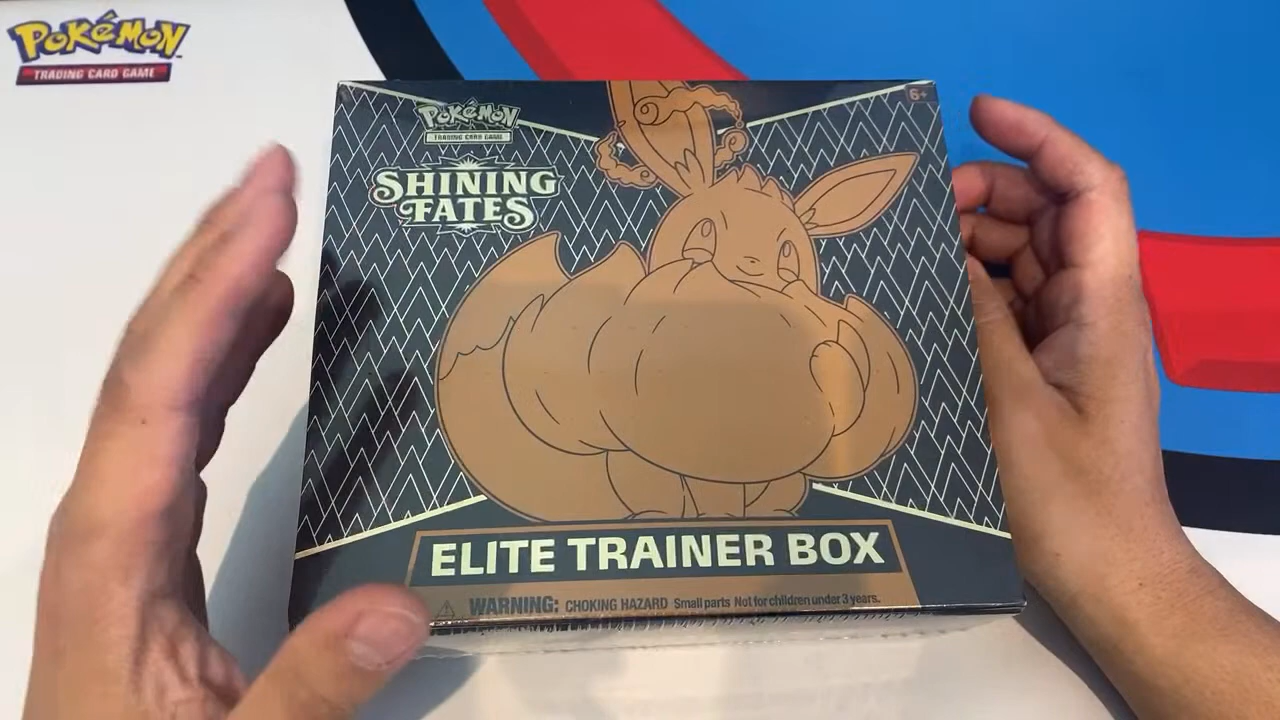 POKéMON
TRADING CARD GAME
6+
POKéMON
TRADING CARD GAME
SHINING
FATES
ELITE TRAINER BOX
WARNING: CHOKING HAZARD Small parts Not for children under 3 years.